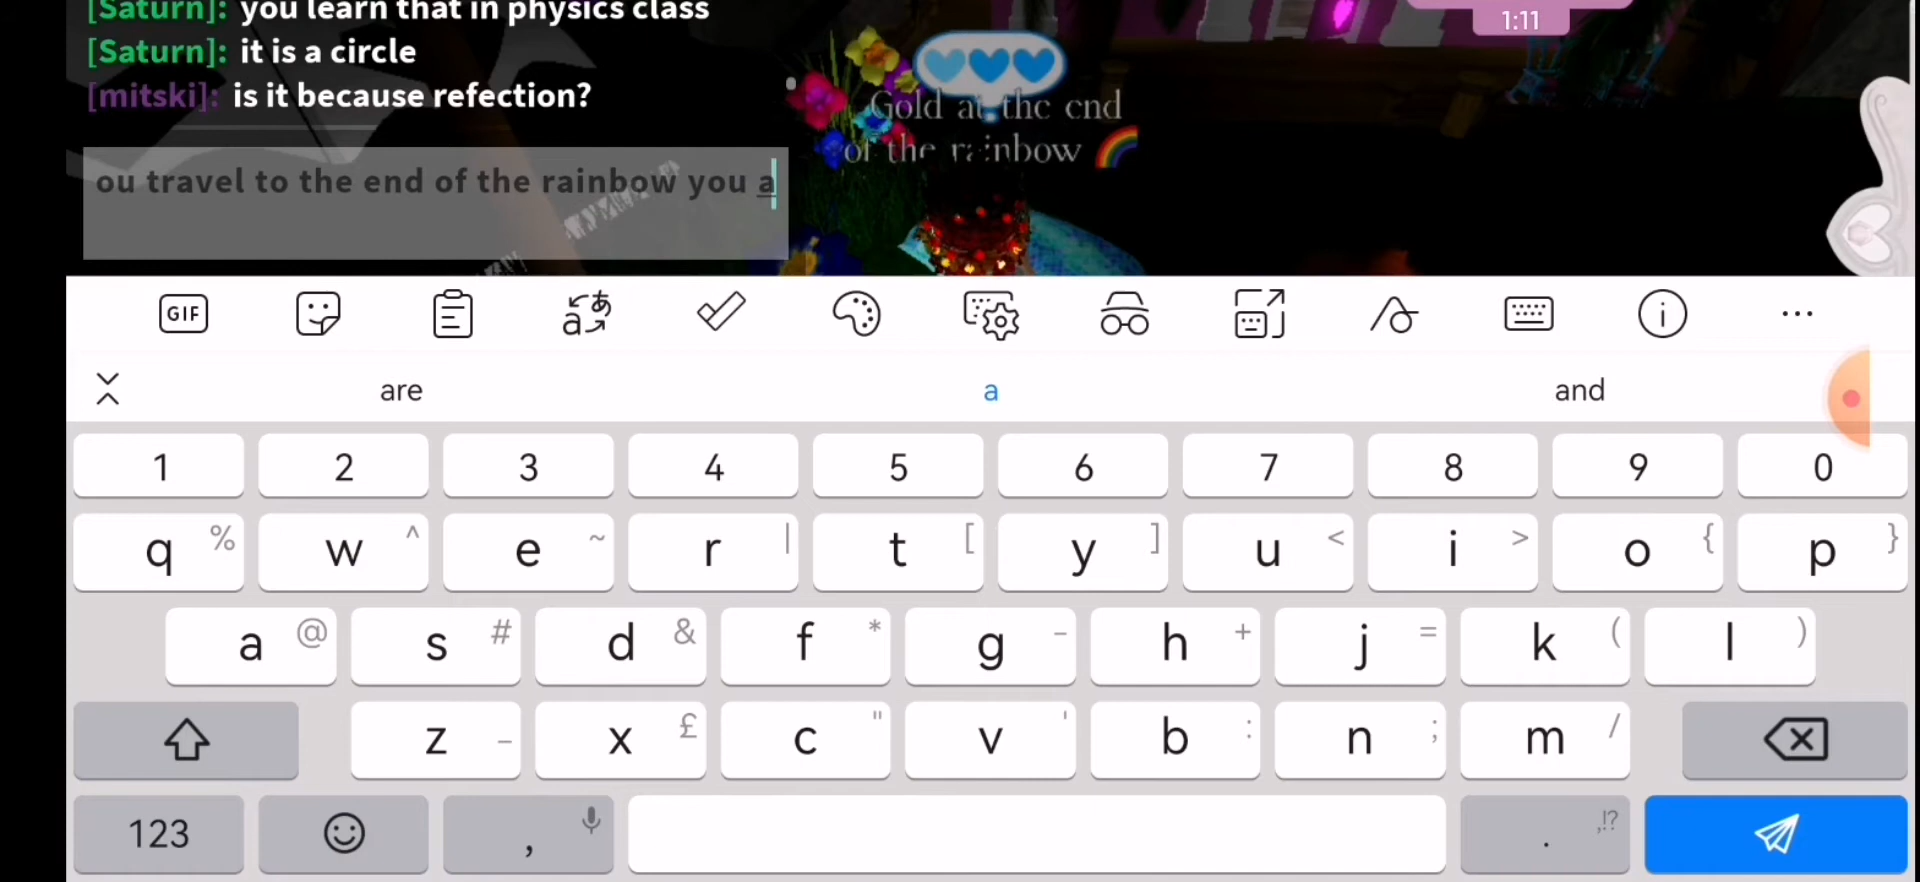 [Saturn]: you learn that in physics class
[Saturn]: it is a circle
[mitski]: is it because refection?
1:11
Gold at the end
of the rainbow 🌈
ou travel to the end of the rainbow you a
GIF
are a and
1 2 3 4 5 6 7 8 9 0
q % w ^ e ~ r | t [ y ] u < i > o { p }
a @ s # d & f * g - h + j = k ( l )
z _ x £ c " v ' b : n ; m /
123 , . ,!?